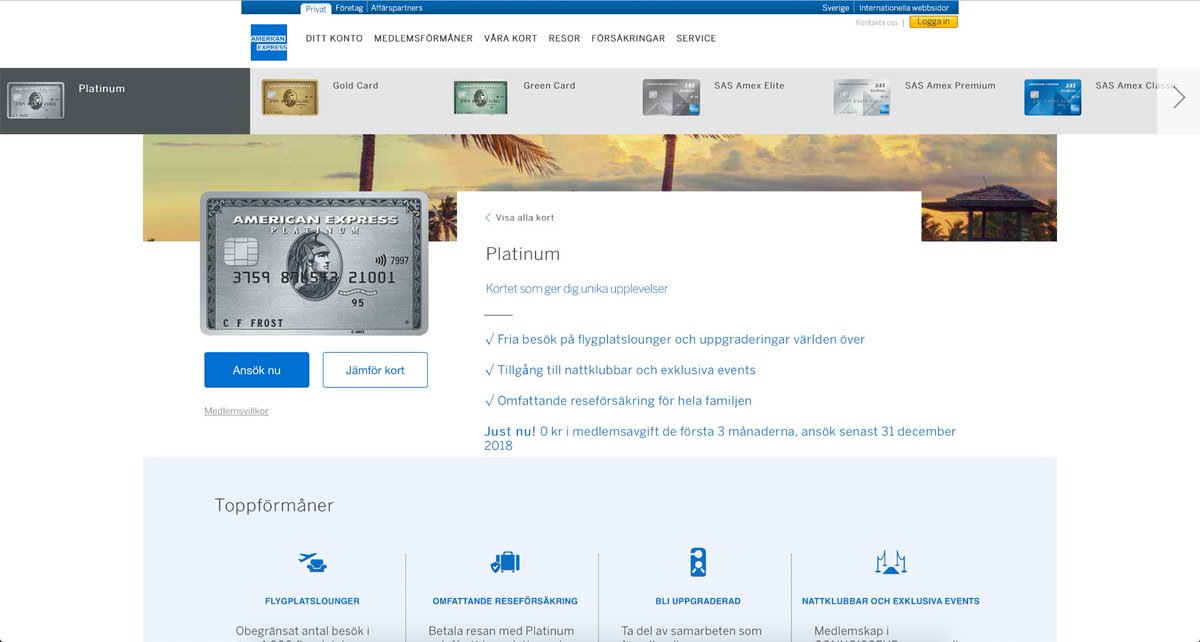 Privat Företag Affärspartners Sverige Internationella webbsidor
Kontakta oss Logga in
AMERICAN EXPRESS
DITT KONTO MEDLEMSFÖRMÅNER VÅRA KORT RESOR FÖRSÄKRINGAR SERVICE
Platinum Gold Card Green Card SAS Amex Elite SAS Amex Premium SAS Amex Classic
AMERICAN EXPRESS
PLATINUM
7997
3759 876543 21001
95
C F FROST
Ansök nu Jämför kort
Medlemsvillkor
Visa alla kort
Platinum
Kortet som ger dig unika upplevelser
√ Fria besök på flygplatslounger och uppgraderingar världen över
√ Tillgång till nattklubbar och exklusiva events
√ Omfattande reseförsäkring för hela familjen
Just nu! 0 kr i medlemsavgift de första 3 månaderna, ansök senast 31 december
2018
Toppförmåner
FLYGPLATSLOUNGER OMFATTANDE RESEFÖRSÄKRING BLI UPPGRADERAD NATTKLUBBAR OCH EXKLUSIVA EVENTS
Obegränsat antal besök i Betala resan med Platinum Ta del av samarbeten som Medlemskap i